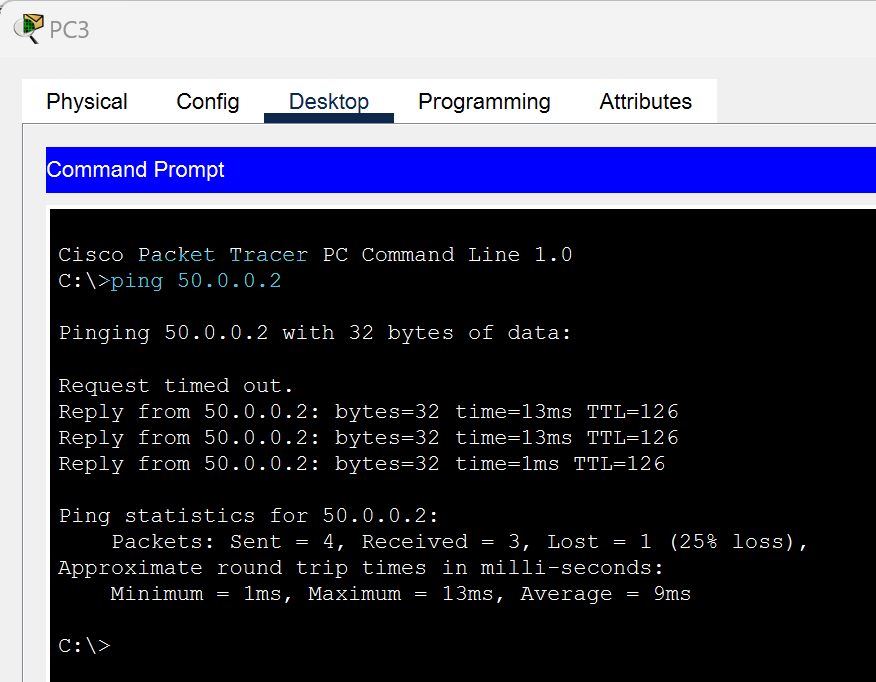 PC3
Physical Config Desktop Programming Attributes
Command Prompt
Cisco Packet Tracer PC Command Line 1.0
C:\>ping 50.0.0.2
Pinging 50.0.0.2 with 32 bytes of data:
Request timed out.
Reply from 50.0.0.2: bytes=32 time=13ms TTL=126
Reply from 50.0.0.2: bytes=32 time=13ms TTL=126
Reply from 50.0.0.2: bytes=32 time=1ms TTL=126
Ping statistics for 50.0.0.2:
    Packets: Sent = 4, Received = 3, Lost = 1 (25% loss),
Approximate round trip times in milli-seconds:
    Minimum = 1ms, Maximum = 13ms, Average = 9ms
C:\>